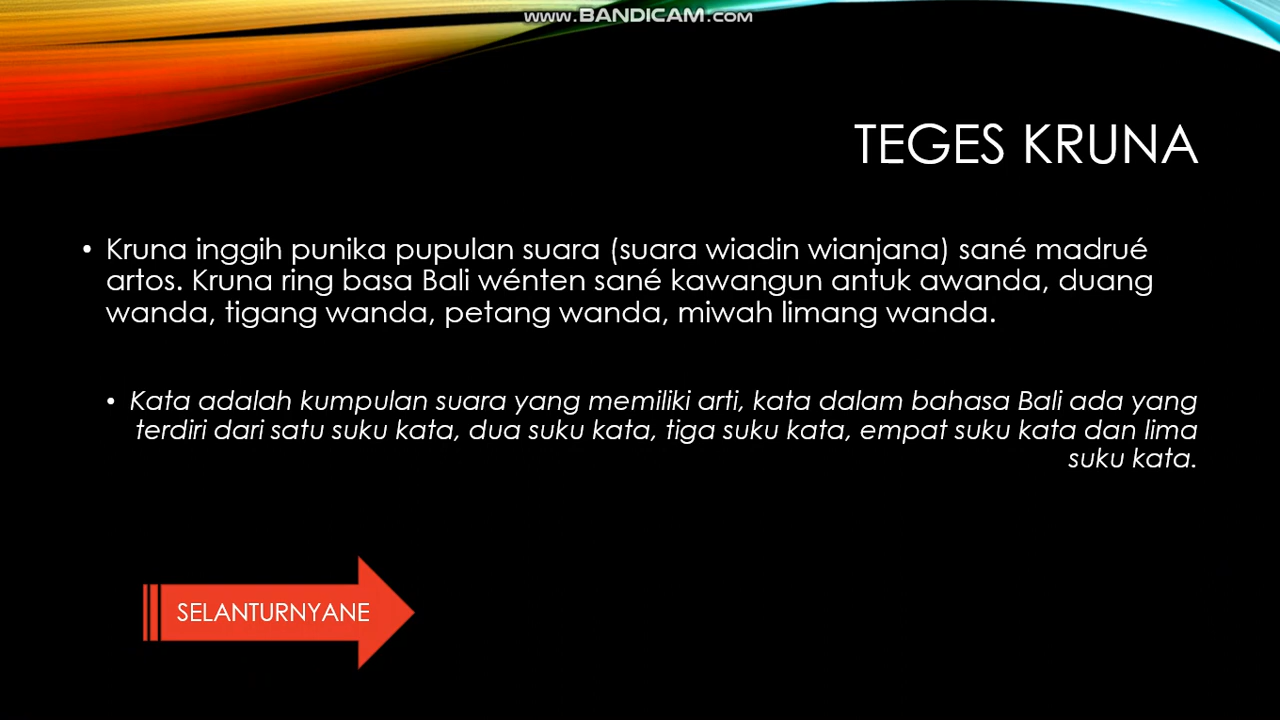 www.BANDICAM.com
TEGES KRUNA
• Kruna inggih punika pupulan suara (suara wiadin wianjana) sané madrué
artos. Kruna ring basa Bali wénten sané kawangun antuk awanda, duang
wanda, tigang wanda, petang wanda, miwah limang wanda.
• Kata adalah kumpulan suara yang memiliki arti, kata dalam bahasa Bali ada yang
terdiri dari satu suku kata, dua suku kata, tiga suku kata, empat suku kata dan lima
suku kata.
SELANTURNYANE